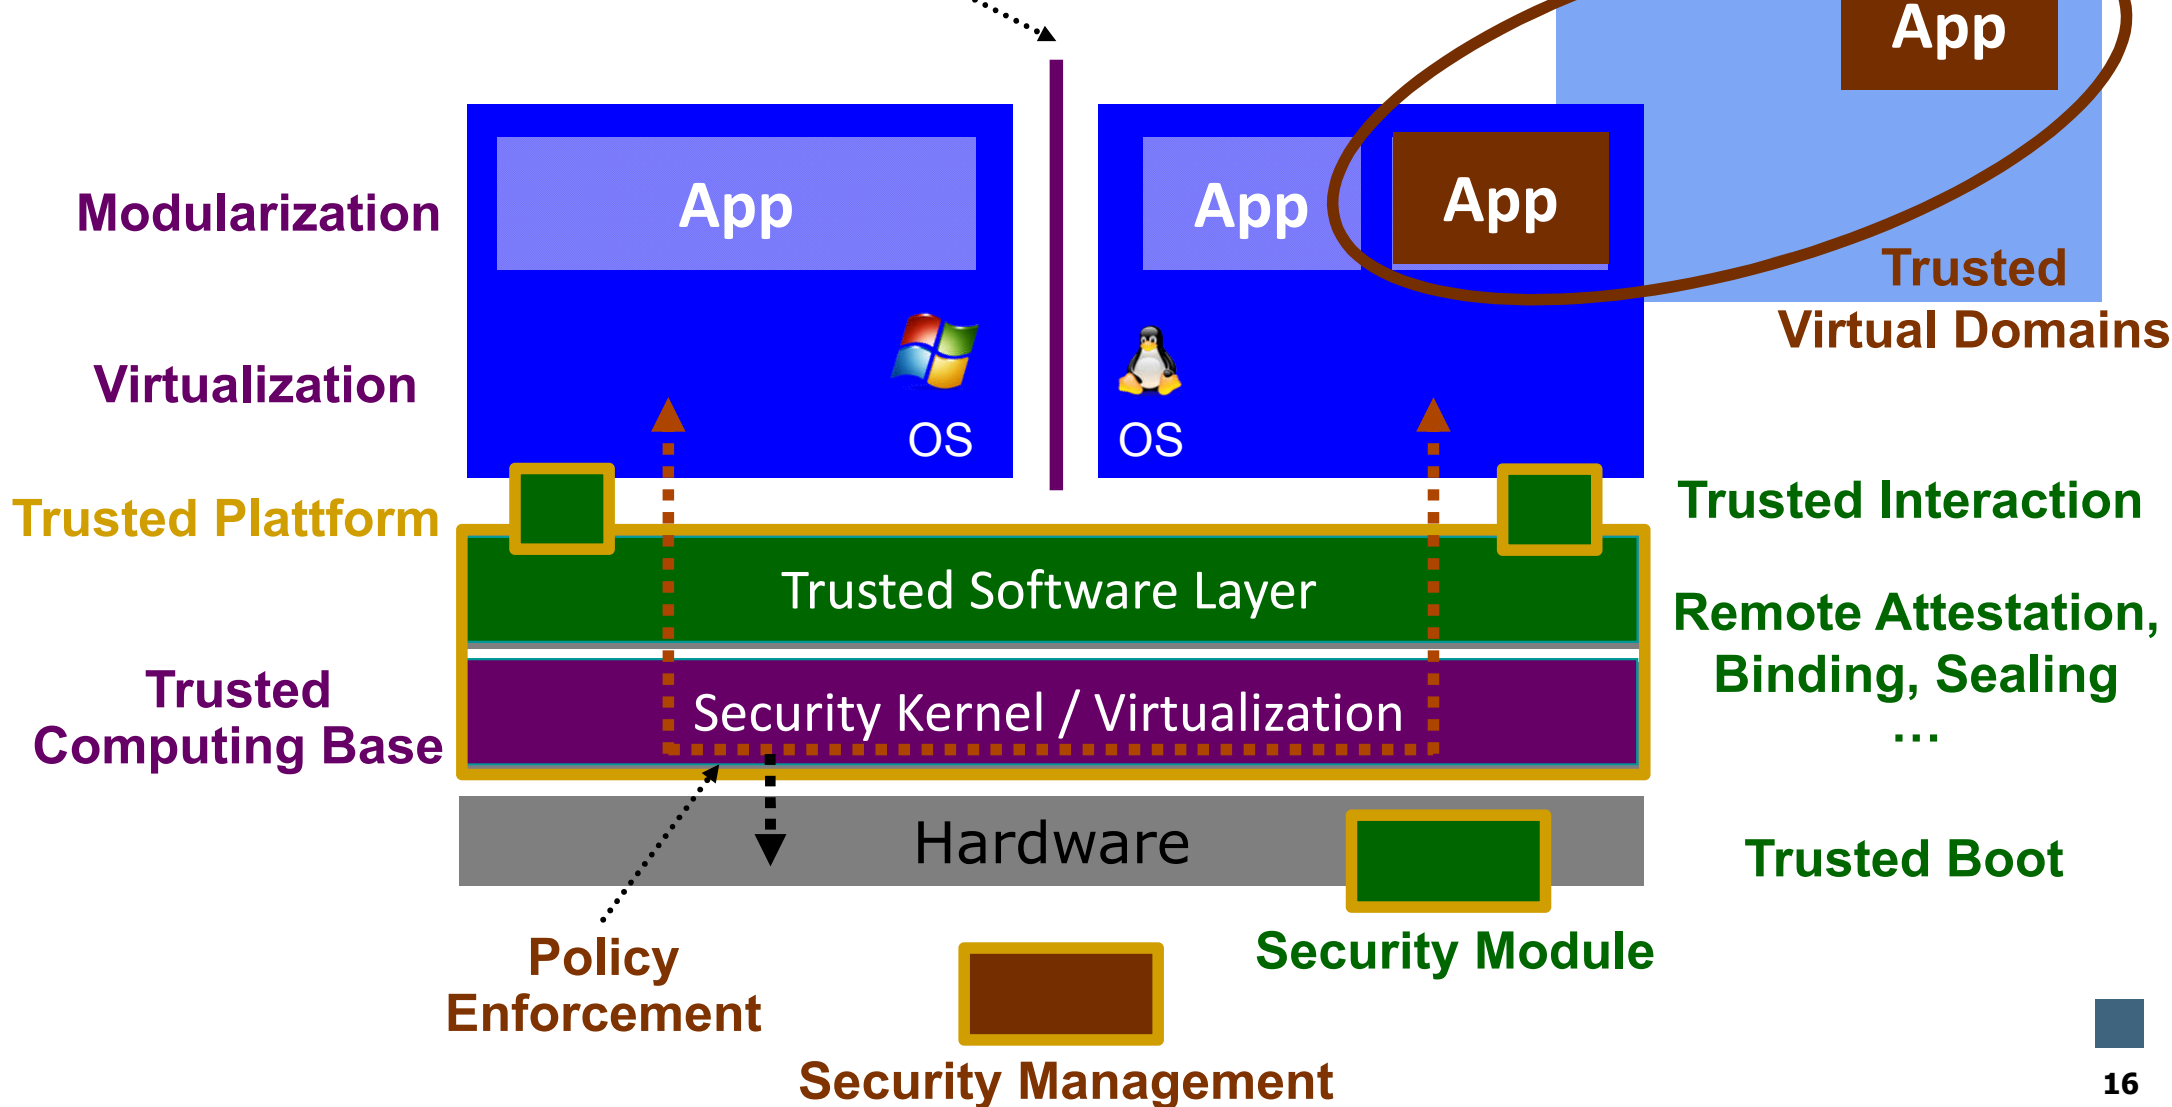 App
App
App
App
Modularization
Trusted
Virtual Domains
Virtualization
OS
OS
Trusted Plattform
Trusted Interaction
Trusted Software Layer
Remote Attestation,
Binding, Sealing
...
Trusted
Computing Base
Security Kernel / Virtualization
Hardware
Trusted Boot
Policy
Enforcement
Security Module
Security Management
16